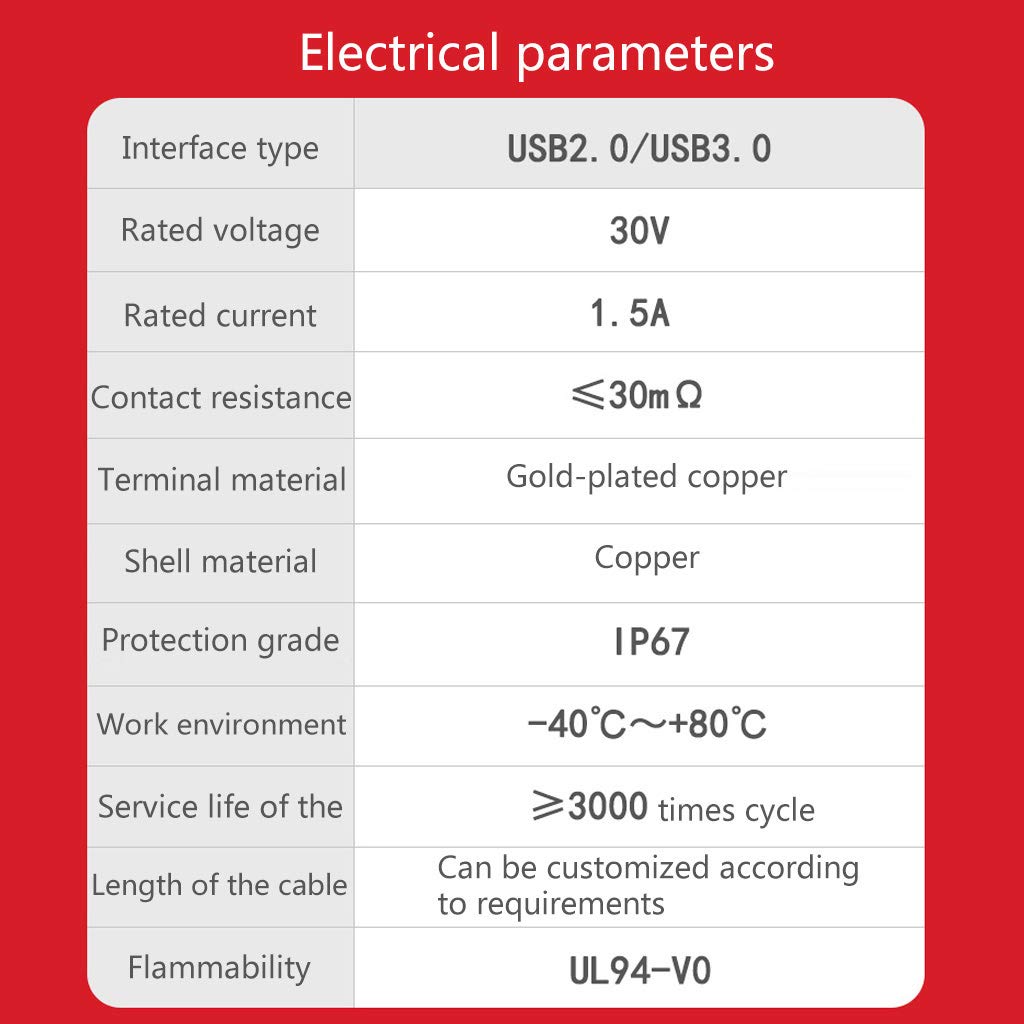 Electrical parameters
Interface type
USB2.0/USB3.0
Rated voltage
30V
Rated current
1.5A
Contact resistance
≤30mΩ
Terminal material
Gold-plated copper
Shell material
Copper
Protection grade
IP67
Work environment
-40℃~+80℃
Service life of the
≥3000 times cycle
Length of the cable
Can be customized according
to requirements
Flammability
UL94-V0